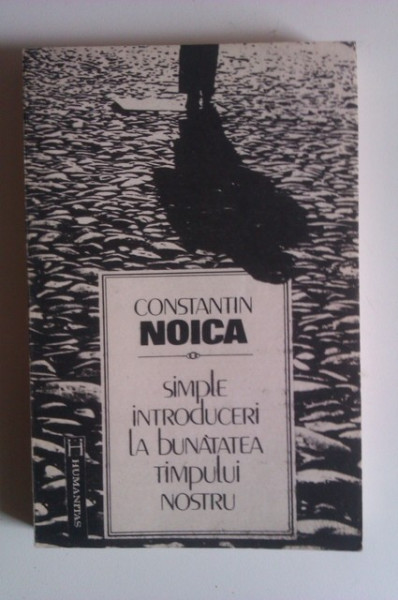 CONSTANTIN
NOICA
simple
introduceri
la bunătatea
timpului
nostru
H
HUMANITAS